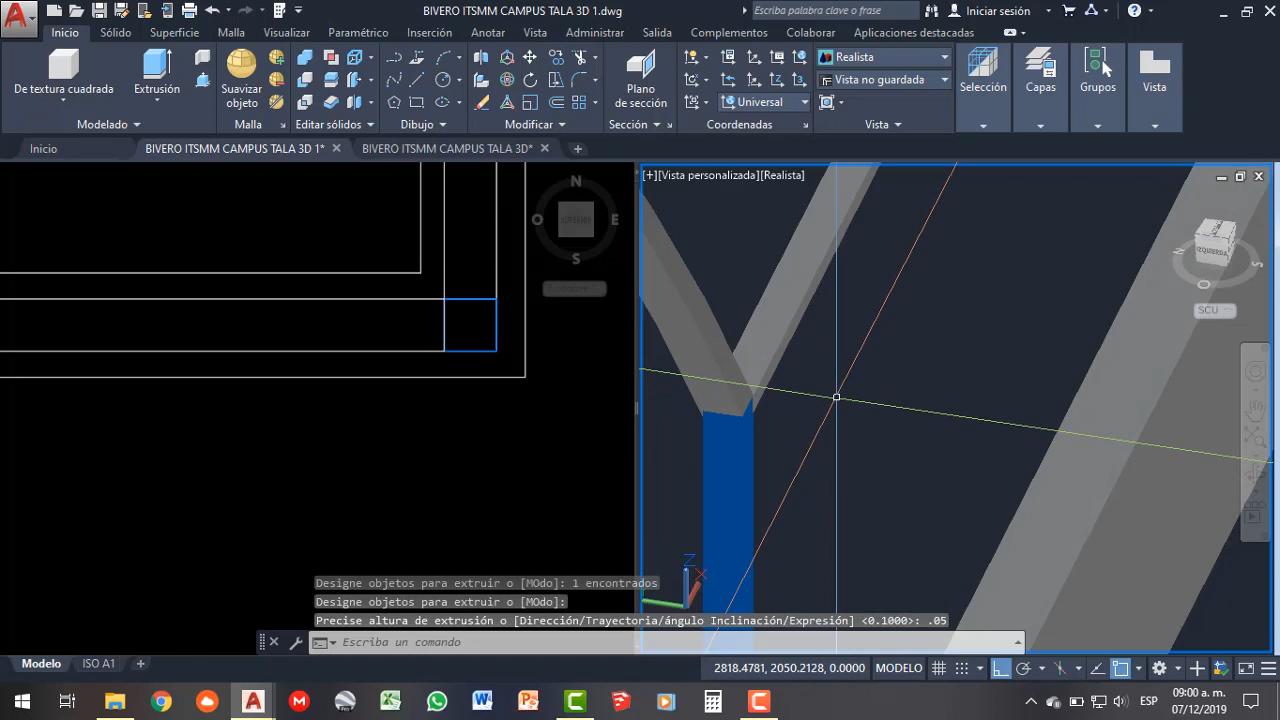 BIVERO ITSMM CAMPUS TALA 3D 1.dwg
Escriba palabra clave o frase
Iniciar sesión
Inicio Sólido Superficie Malla Visualizar Paramétrico Inserción Anotar Vista Administrar Salida Complementos Colaborar Aplicaciones destacadas
De textura cuadrada
Extrusión
Suavizar objeto
Plano de sección
Realista
Vista no guardada
Universal
Selección
Capas
Grupos
Vista
Modelado
Malla
Editar sólidos
Dibujo
Modificar
Sección
Coordenadas
Vista
Inicio
BIVERO ITSMM CAMPUS TALA 3D 1*
BIVERO ITSMM CAMPUS TALA 3D*
[+][Vista personalizada][Realista]
N
O
SUPERIOR
E
S
N
IZQUIERDA
S
O
SCU
Z
X
Designe objetos para extruir o [MOdo]: 1 encontrados
Designe objetos para extruir o [MOdo]:
Precise altura de extrusión o [Dirección/Trayectoria/ángulo Inclinación/Expresión] <0.1000>: .05
Escriba un comando
Modelo
ISO A1
2818.4781, 2050.2128, 0.0000
MODELO
ESP
09:00 a. m.
07/12/2019